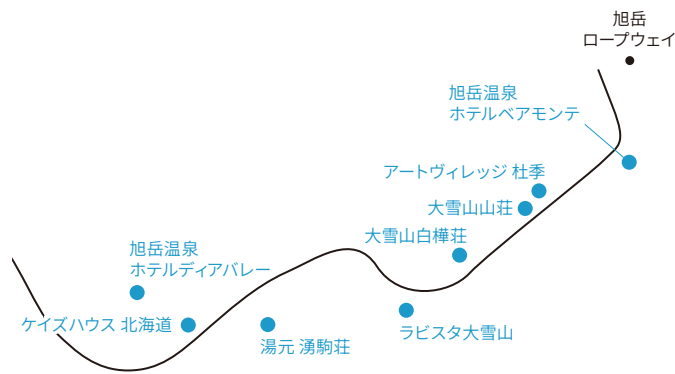 旭岳
ロープウェイ
旭岳温泉
ホテルベアモンテ
アートヴィレッジ 杜季
大雪山山荘
大雪山白樺荘
旭岳温泉
ホテルディアバレー
ケイズハウス 北海道
湯元 湧駒荘
ラビスタ大雪山